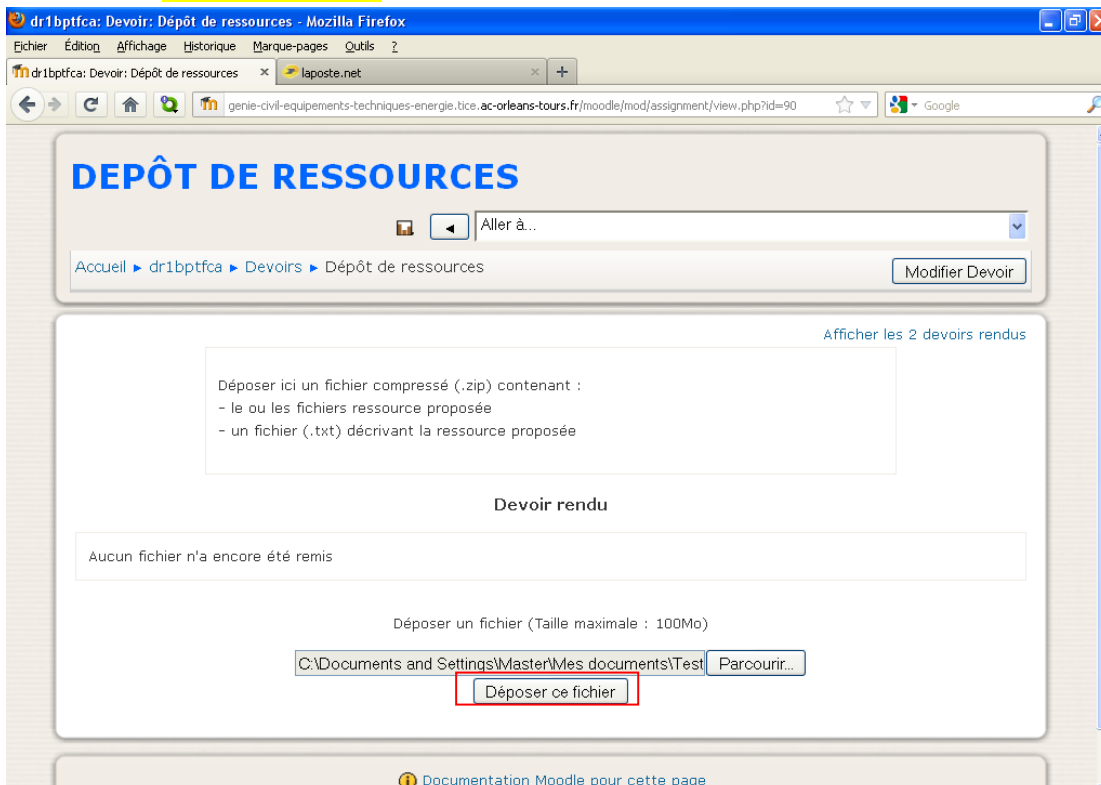 dr1bptfca: Devoir: Dépôt de ressources - Mozilla Firefox
Fichier Édition Affichage Historique Marque-pages Outils ?
dr1bptfca: Devoir: Dépôt de ressources × laposte.net × +
genie-civil-equipements-techniques-energie.tice.ac-orleans-tours.fr/moodle/mod/assignment/view.php?id=90 Google
DEPÔT DE RESSOURCES
Aller à...
Accueil ► dr1bptfca ► Devoirs ► Dépôt de ressources
Modifier Devoir
Afficher les 2 devoirs rendus
Déposer ici un fichier compressé (.zip) contenant :
- le ou les fichiers ressource proposée
- un fichier (.txt) décrivant la ressource proposée
Devoir rendu
Aucun fichier n'a encore été remis
Déposer un fichier (Taille maximale : 100Mo)
C:\Documents and Settings\Master\Mes documents\Test Parcourir...
Déposer ce fichier
Documentation Moodle pour cette page